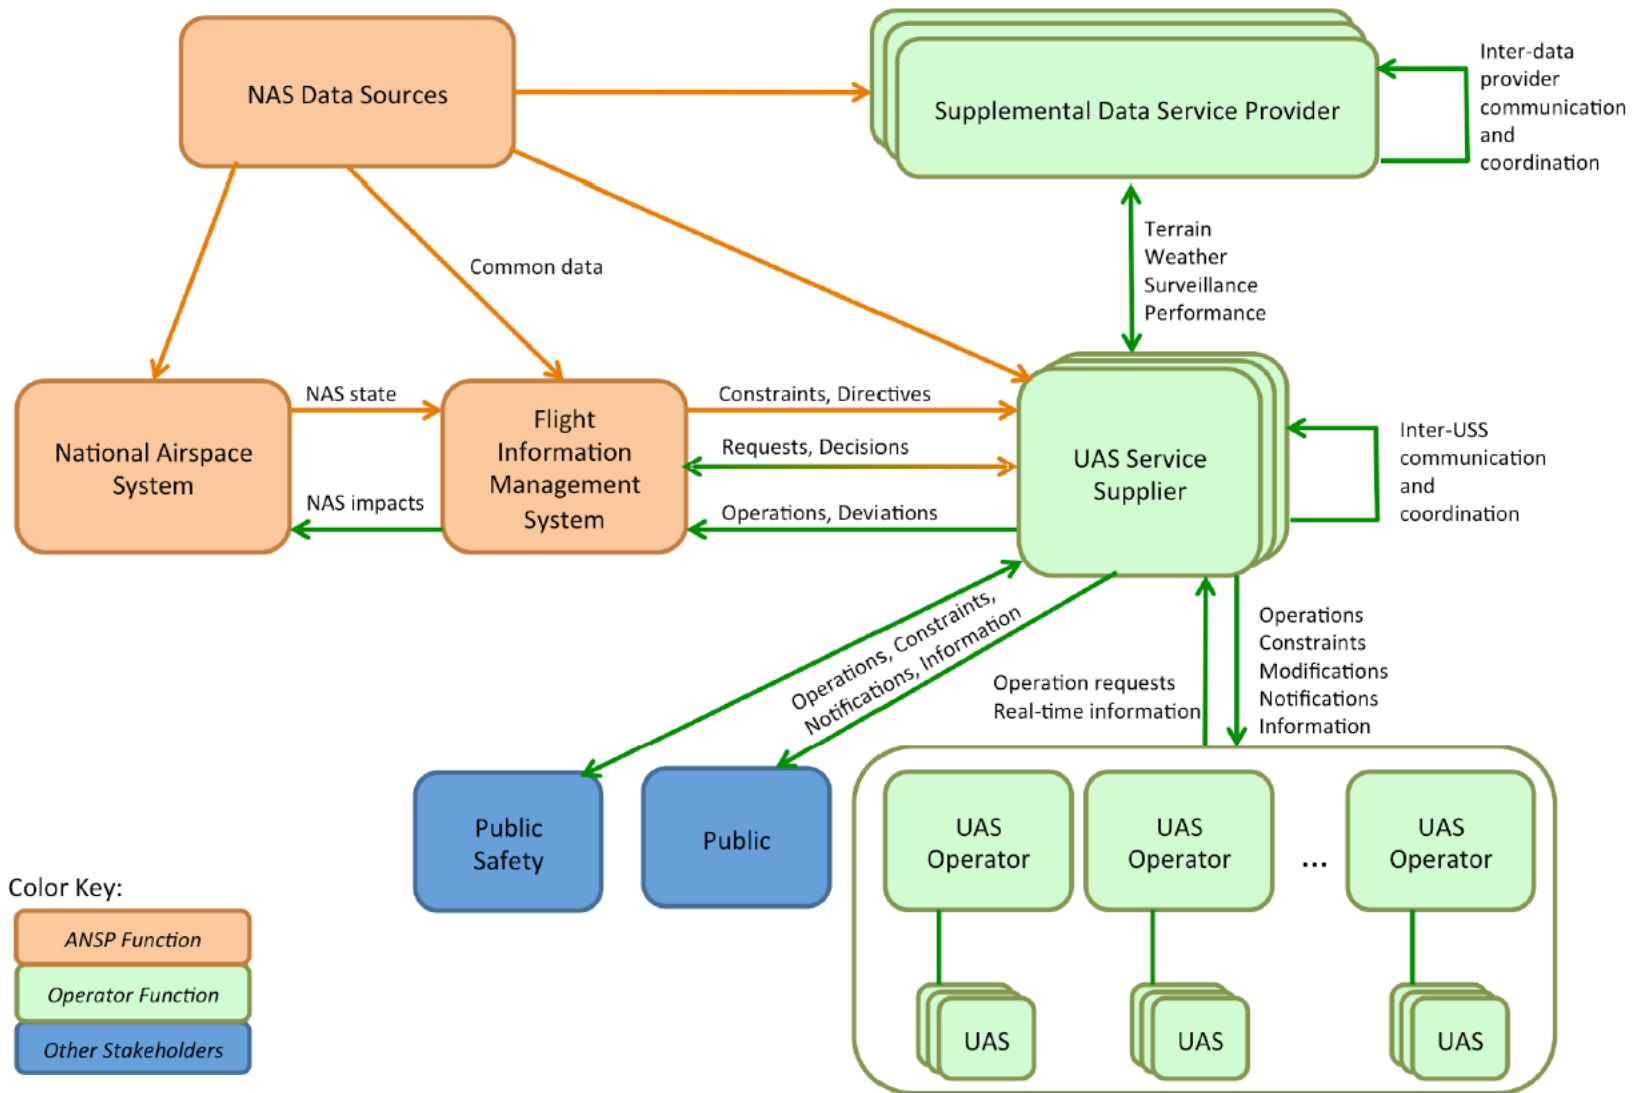 NAS Data Sources
Supplemental Data Service Provider
Inter-data
provider
communication
and
coordination
Terrain
Weather
Surveillance
Performance
Common data
National Airspace
System
NAS state
NAS impacts
Flight
Information
Management
System
Constraints, Directives
Requests, Decisions
Operations, Deviations
UAS Service
Supplier
Inter-USS
communication
and
coordination
Operations, Constraints,
Notifications, Information
Operation requests
Real-time information
Operations
Constraints
Modifications
Notifications
Information
Public
Safety
Public
UAS
Operator
UAS
Operator
...
UAS
Operator
UAS
UAS
UAS
Color Key:
ANSP Function
Operator Function
Other Stakeholders